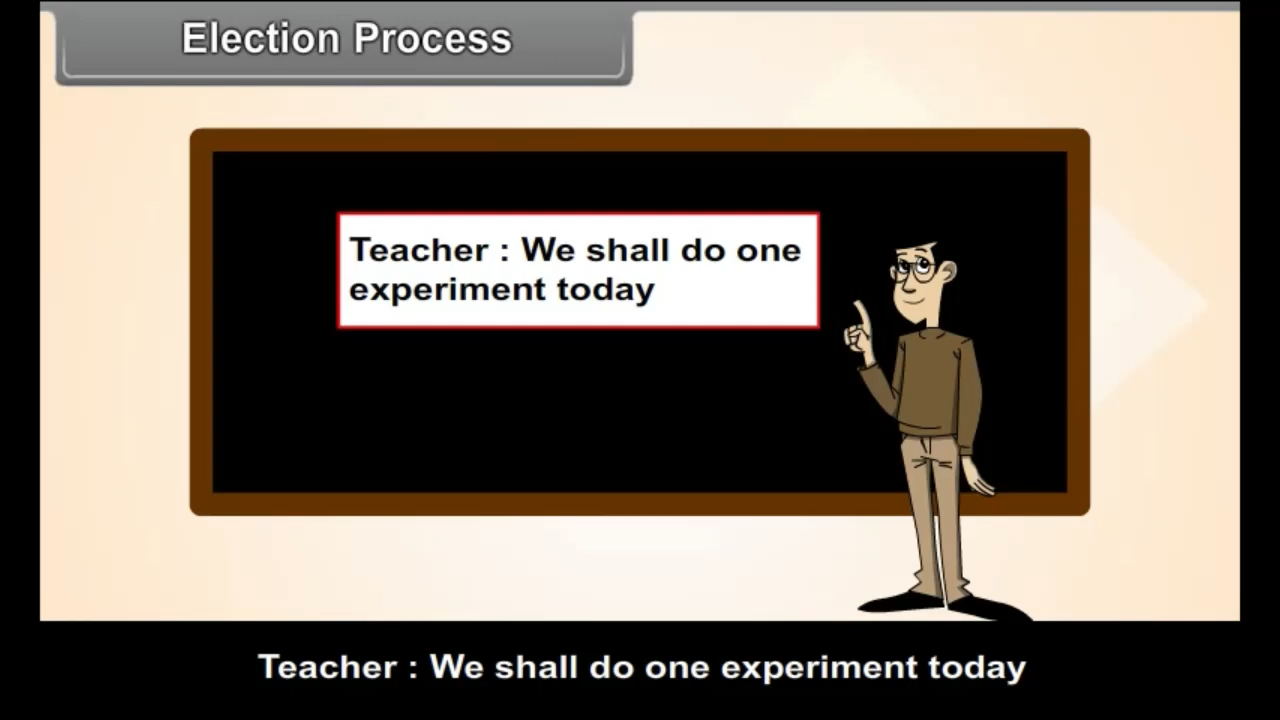 Election Process
Teacher : We shall do one
experiment today
Teacher : We shall do one experiment today